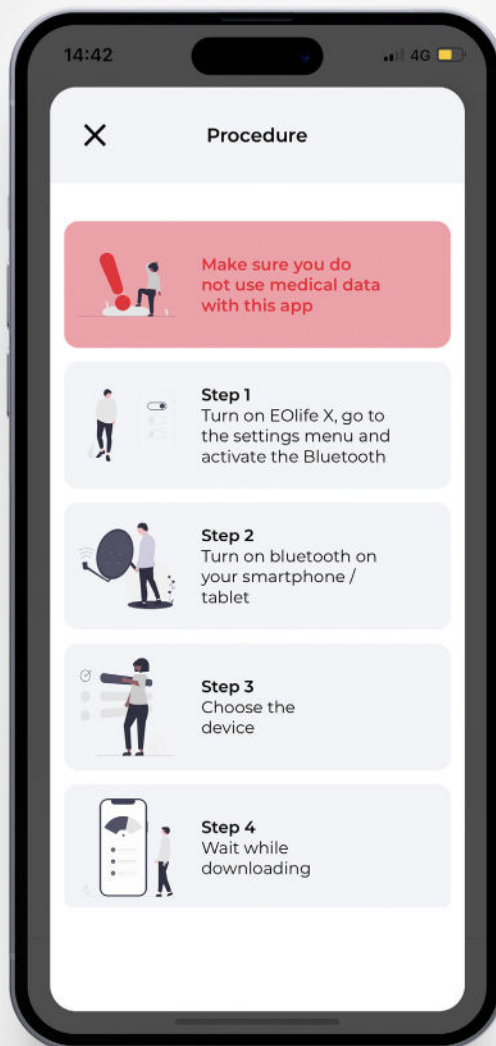 14:42
4G
Procedure
Make sure you do
not use medical data
with this app
Step 1
Turn on EOlife X, go to
the settings menu and
activate the Bluetooth
Step 2
Turn on bluetooth on
your smartphone /
tablet
Step 3
Choose the
device
Step 4
Wait while
downloading